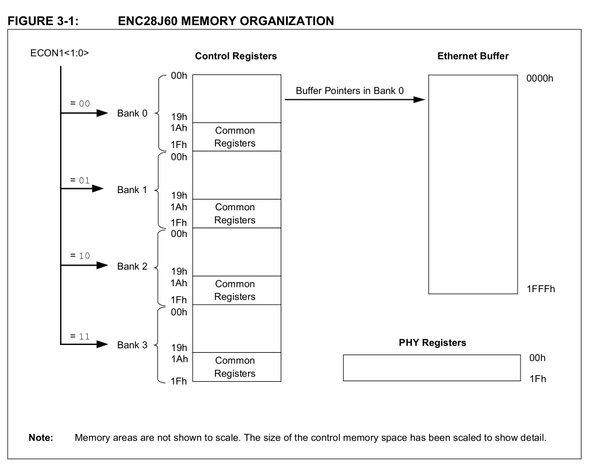 FIGURE 3-1: ENC28J60 MEMORY ORGANIZATION
ECON1<1:0>
Control Registers
Ethernet Buffer
= 00
Bank 0
00h
19h
1Ah
1Fh
Common
Registers
Buffer Pointers in Bank 0
0000h
1FFFh
= 01
Bank 1
00h
19h
1Ah
1Fh
Common
Registers
= 10
Bank 2
00h
19h
1Ah
1Fh
Common
Registers
= 11
Bank 3
00h
19h
1Ah
1Fh
Common
Registers
PHY Registers
00h
1Fh
Note: Memory areas are not shown to scale. The size of the control memory space has been scaled to show detail.